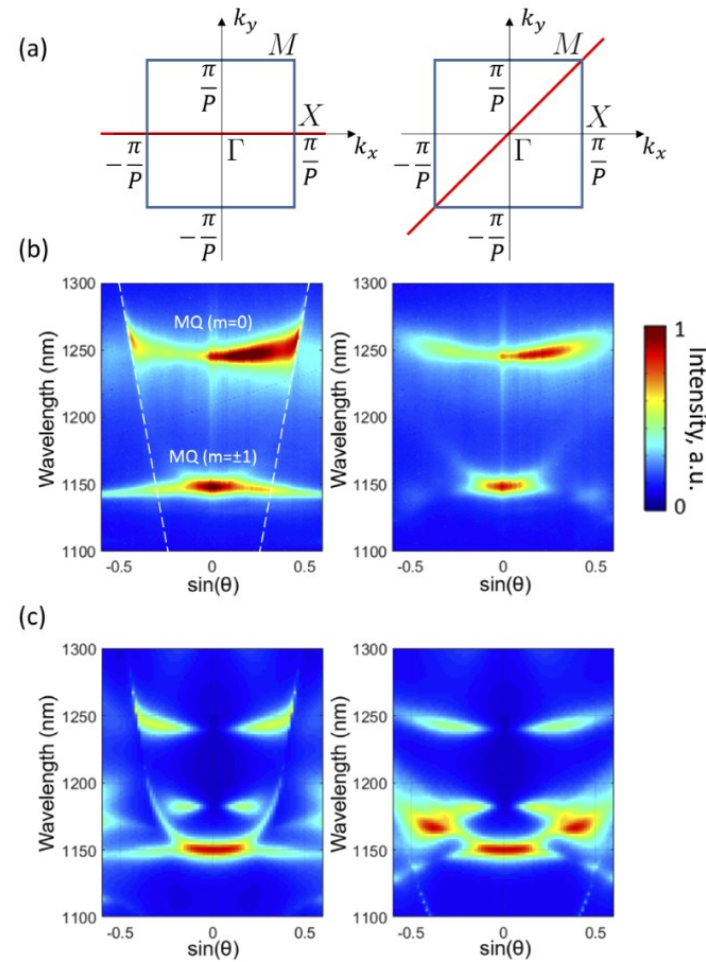 (a)
k_y k_y
M M
π/P π/P
X X
Γ k_x Γ k_x
-π/P π/P -π/P π/P
-π/P -π/P
(b)
1300 1300
MQ (m=0)
1250 1250
Wavelength (nm) Wavelength (nm)
1200 1200
MQ (m=±1)
1150 1150
1100 1100
-0.5 0 0.5 -0.5 0 0.5
sin(θ) sin(θ)
1
Intensity, a.u.
0
(c)
1300 1300
1250 1250
Wavelength (nm) Wavelength (nm)
1200 1200
1150 1150
1100 1100
-0.5 0 0.5 -0.5 0 0.5
sin(θ) sin(θ)